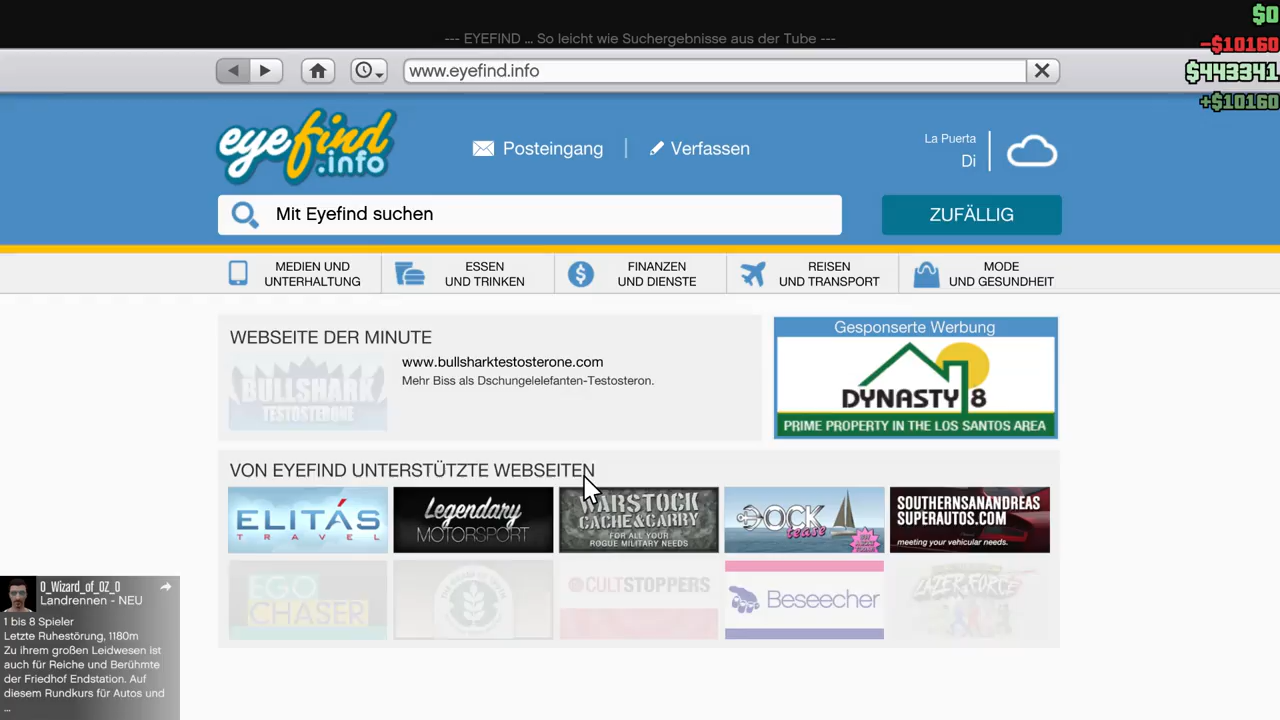 $0
--- EYEFIND ... So leicht wie Suchergebnisse aus der Tube ---
-$10160
www.eyefind.info
$443341
+$10160
eyefind
.info
Posteingang
Verfassen
La Puerta
Di
Mit Eyefind suchen
ZUFÄLLIG
MEDIEN UND
UNTERHALTUNG
ESSEN
UND TRINKEN
FINANZEN
UND DIENSTE
REISEN
UND TRANSPORT
MODE
UND GESUNDHEIT
WEBSEITE DER MINUTE
BULLSHARK
TESTOSTERONE
www.bullsharktestosterone.com
Mehr Biss als Dschungelelefanten-Testosteron.
Gesponserte Werbung
DYNASTY 8
PRIME PROPERTY IN THE LOS SANTOS AREA
VON EYEFIND UNTERSTÜTZTE WEBSEITEN
ELITÁS
TRAVEL
Legendary
MOTORSPORT
WARSTOCK
CACHE&CARRY
FOR ALL YOUR
ROGUE MILITARY NEEDS
DOCK
tease
SOUTHERNSANANDREAS
SUPERAUTOS.COM
meeting your vehicular needs.
EGO
CHASER
CULTSTOPPERS
Beseecher
LAZER FORCE
0_Wizard_of_0Z_0
Landrennen - NEU
1 bis 8 Spieler
Letzte Ruhestörung, 1180m
Zu ihrem großen Leidwesen ist
auch für Reiche und Berühmte
der Friedhof Endstation. Auf
diesem Rundkurs für Autos und
...